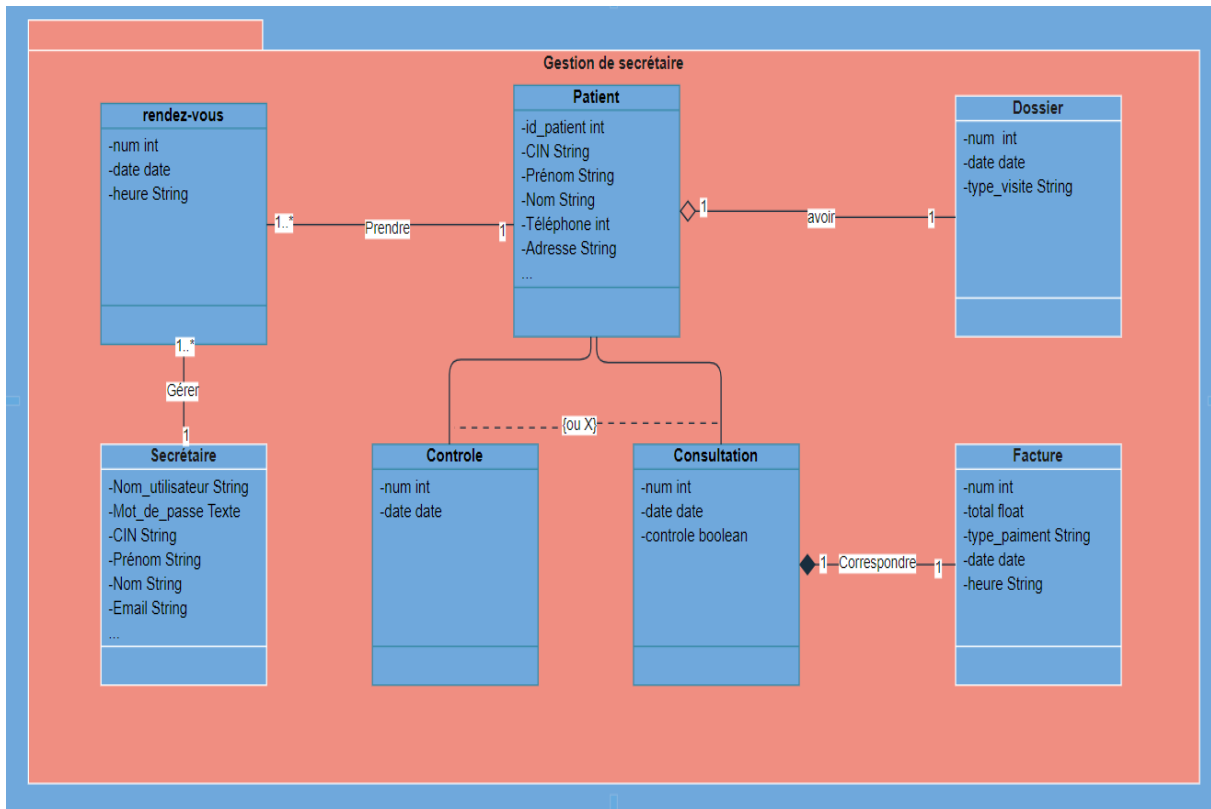 Gestion de secrétaire
rendez-vous
-num int
-date date
-heure String
Patient
-id_patient int
-CIN String
-Prénom String
-Nom String
-Téléphone int
-Adresse String
...
Dossier
-num int
-date date
-type_visite String
1..*
Prendre
1
1
avoir
1
1..*
Gérer
1
{ou X}
Secrétaire
-Nom_utilisateur String
-Mot_de_passe Texte
-CIN String
-Prénom String
-Nom String
-Email String
...
Controle
-num int
-date date
Consultation
-num int
-date date
-controle boolean
1
Correspondre
1
Facture
-num int
-total float
-type_paiment String
-date date
-heure String